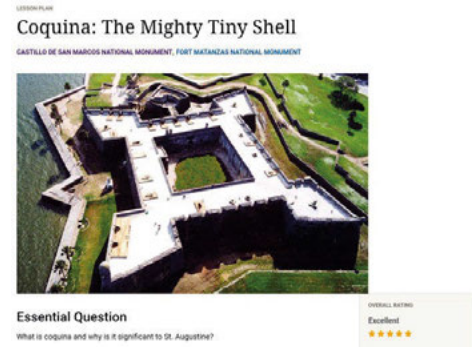 LESSON PLAN
Coquina: The Mighty Tiny Shell
CASTILLO DE SAN MARCOS NATIONAL MONUMENT, FORT MATANZAS NATIONAL MONUMENT
Essential Question
What is coquina and why is it significant to St. Augustine?
OVERALL RATING:
Excellent